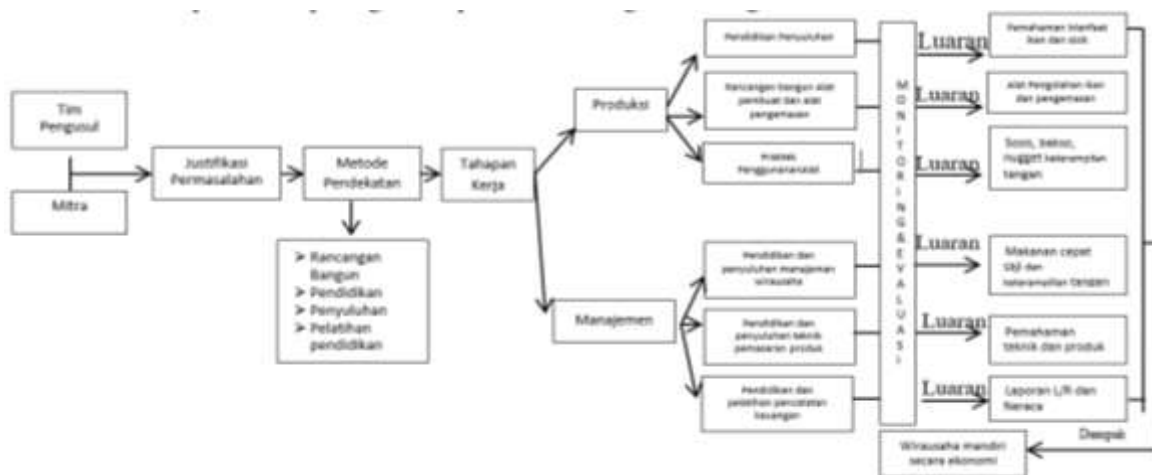 Tim
Pengusul
Mitra
Justifikasi
Permasalahan
Metode
Pendekatan
➢ Rancangan
Bangun
➢ Pendidikan
➢ Penyuluhan
➢ Pelatihan
pendidikan
Tahapan
Kerja
Produksi
Manajemen
Pendidikan Penyuluhan
Rancangan bangun alat
pembuat dan alat
pengemasan
Praktek
Pendidikan dan
penyuluhan manajemen
wirausaha
Pendidikan dan
penyuluhan teknik
pemasaran produk
Pendidikan dan
pelatihan pencatatan
keuangan
MONITORING&EVALUASI
Luaran
Luaran
Luaran
Luaran
Luaran
Luaran
Pemahaman Manfaat
ikan dan
Alat Pengolahan ikan
dan pengemasan
nugget keterampilan
tangan
Makanan cepat
saji dan
keterampilan tangan
Pemahaman
teknik dan produk
Laporan L/R dan
Neraca
Dampak
Wirausaha mandiri
secara ekonomi